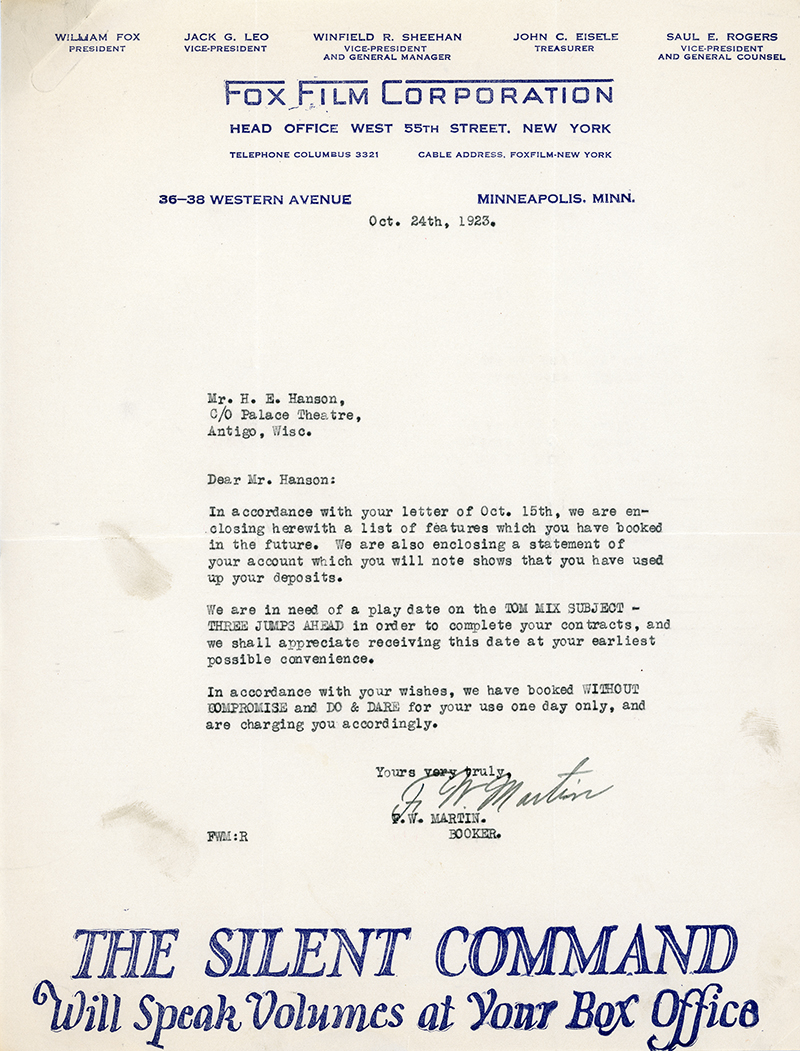 WILLIAM FOX JACK G. LEO WINFIELD R. SHEEHAN JOHN C. EISELE SAUL E. ROGERS
PRESIDENT VICE-PRESIDENT VICE-PRESIDENT TREASURER VICE-PRESIDENT
AND GENERAL MANAGER AND GENERAL COUNSEL
FOX FILM CORPORATION
HEAD OFFICE WEST 55TH STREET, NEW YORK
TELEPHONE COLUMBUS 3321 CABLE ADDRESS, FOXFILM-NEW YORK
36-38 WESTERN AVENUE MINNEAPOLIS. MINN.
Oct. 24th, 1923.
Mr. H. E. Hanson,
C/O Palace Theatre,
Antigo, Wisc.
Dear Mr. Hanson:
In accordance with your letter of Oct. 15th, we are en-
closing herewith a list of features which you have booked
in the future. We are also enclosing a statement of
your account which you will note shows that you have used
up your deposits.
We are in need of a play date on the TOM MIX SUBJECT -
THREE JUMPS AHEAD in order to complete your contracts, and
we shall appreciate receiving this date at your earliest
possible convenience.
In accordance with your wishes, we have booked WITHOUT
COMPROMISE and DO & DARE for your use one day only, and
are charging you accordingly.
Yours very truly,
F. W. Martin
F.W. MARTIN.
FWM:R BOOKER.
THE SILENT COMMAND
Will Speak Volumes at Your Box Office